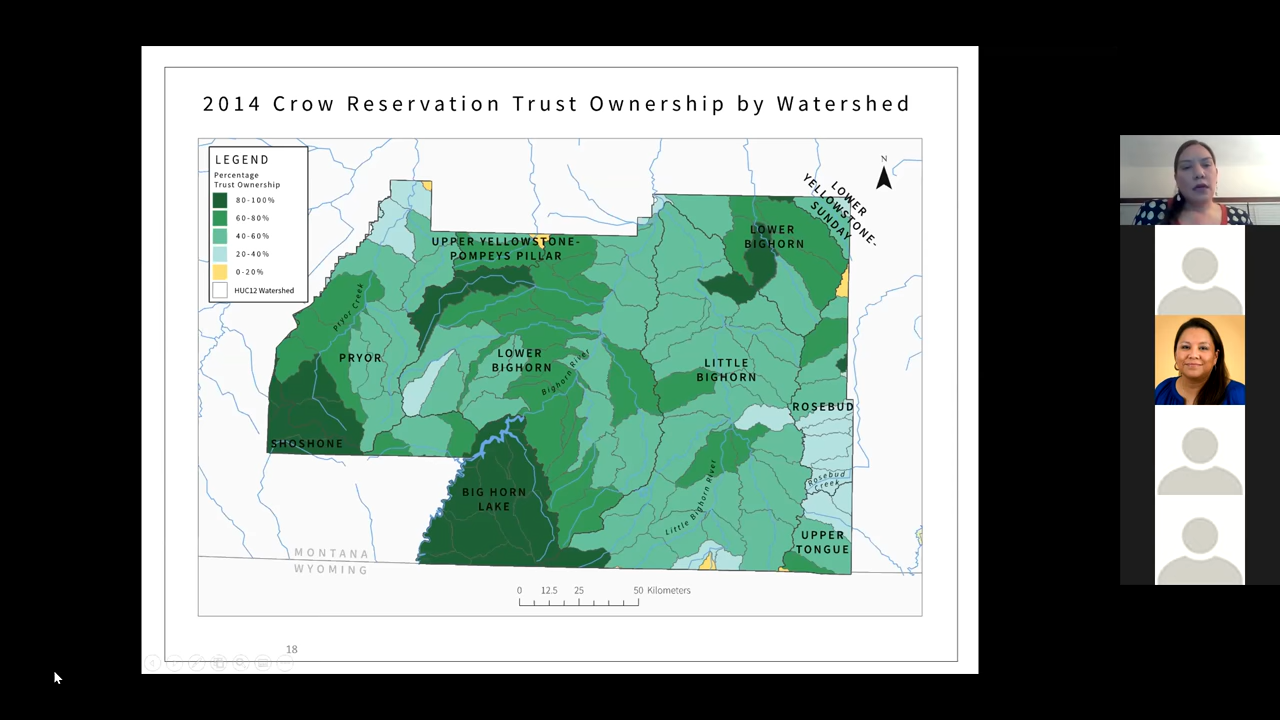 2014 Crow Reservation Trust Ownership by Watershed
LEGEND
Percentage
Trust Ownership
80-100%
60-80%
40-60%
20-40%
0-20%
HUC12 Watershed
N
LOWER
YELLOWSTONE-
SUNDAY
UPPER YELLOWSTONE-
POMPEYS PILLAR
LOWER
BIGHORN
Pryor Creek
PRYOR
LOWER
BIGHORN
Bighorn River
LITTLE
BIGHORN
ROSEBUD
SHOSHONE
Rosebud
Creek
BIG HORN
LAKE
Little Bighorn River
UPPER
TONGUE
MONTANA
WYOMING
0 12.5 25 50 Kilometers
18